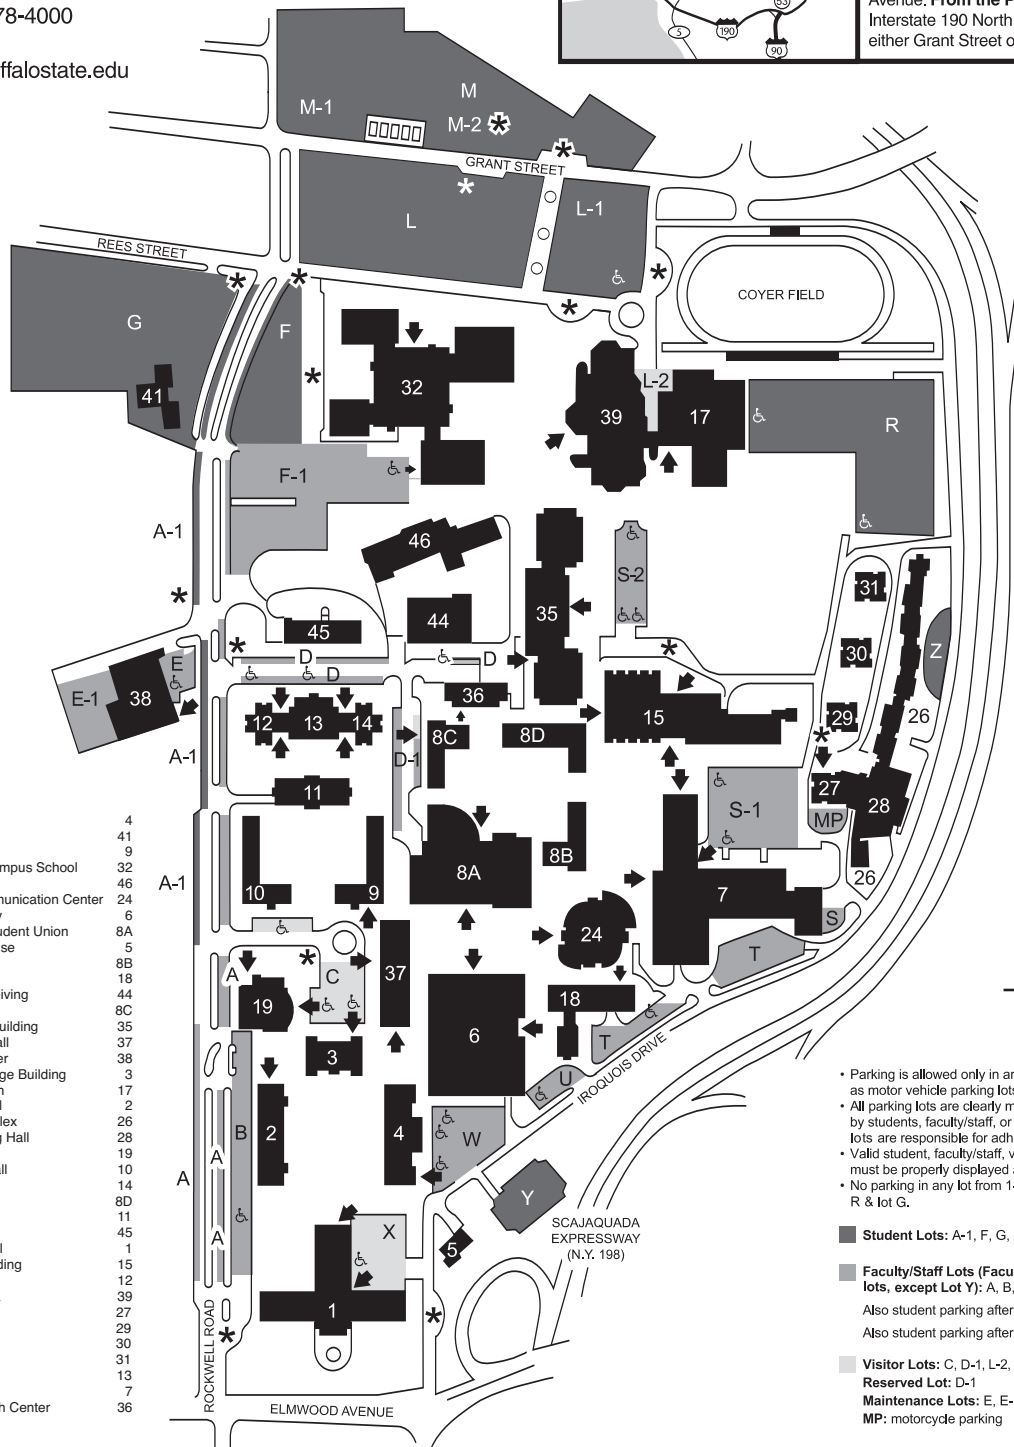 78-4000
ffalostate.edu
5
190
53
90
Avenue. From the P
Interstate 190 North
either Grant Street o
M
M-1
M-2
GRANT STREET
L
L-1
REES STREET
COYER FIELD
G
F
41
32
39
L-2
17
R
F-1
A-1
46
S-2
35
31
44
45
30
Z
D
D
E
E-1
38
36
29
26
12
13
14
15
8C
8D
D-1
A-1
11
27
28
MP
S-1
8A
8B
26
A-1
10
9
7
S
24
T
A
C
37
19
18
6
T
3
U
IROQUOIS DRIVE
B
2
4
W
A
A
Y
SCAJAQUADA
EXPRESSWAY
(N.Y. 198)
A
X
5
1
ROCKWELL ROAD
ELMWOOD AVENUE
4
41
9
mpus School 32
46
munication Center 24
y 6
udent Union 8A
se 5
8B
18
iving 44
8C
uilding 35
all 37
er 38
ge Building 3
n 17
l 2
lex 26
g Hall 28
19
all 10
14
8D
11
45
l 1
ding 15
12
39
27
29
30
31
13
7
h Center 36
• Parking is allowed only in ar
as motor vehicle parking lots
• All parking lots are clearly m
by students, faculty/staff, or
lots are responsible for adh
• Valid student, faculty/staff, v
must be properly displayed a
• No parking in any lot from 1-
R & lot G.
Student Lots: A-1, F, G,
Faculty/Staff Lots (Facu
lots, except Lot Y): A, B,
Also student parking after
Also student parking after
Visitor Lots: C, D-1, L-2,
Reserved Lot: D-1
Maintenance Lots: E, E-
MP: motorcycle parking